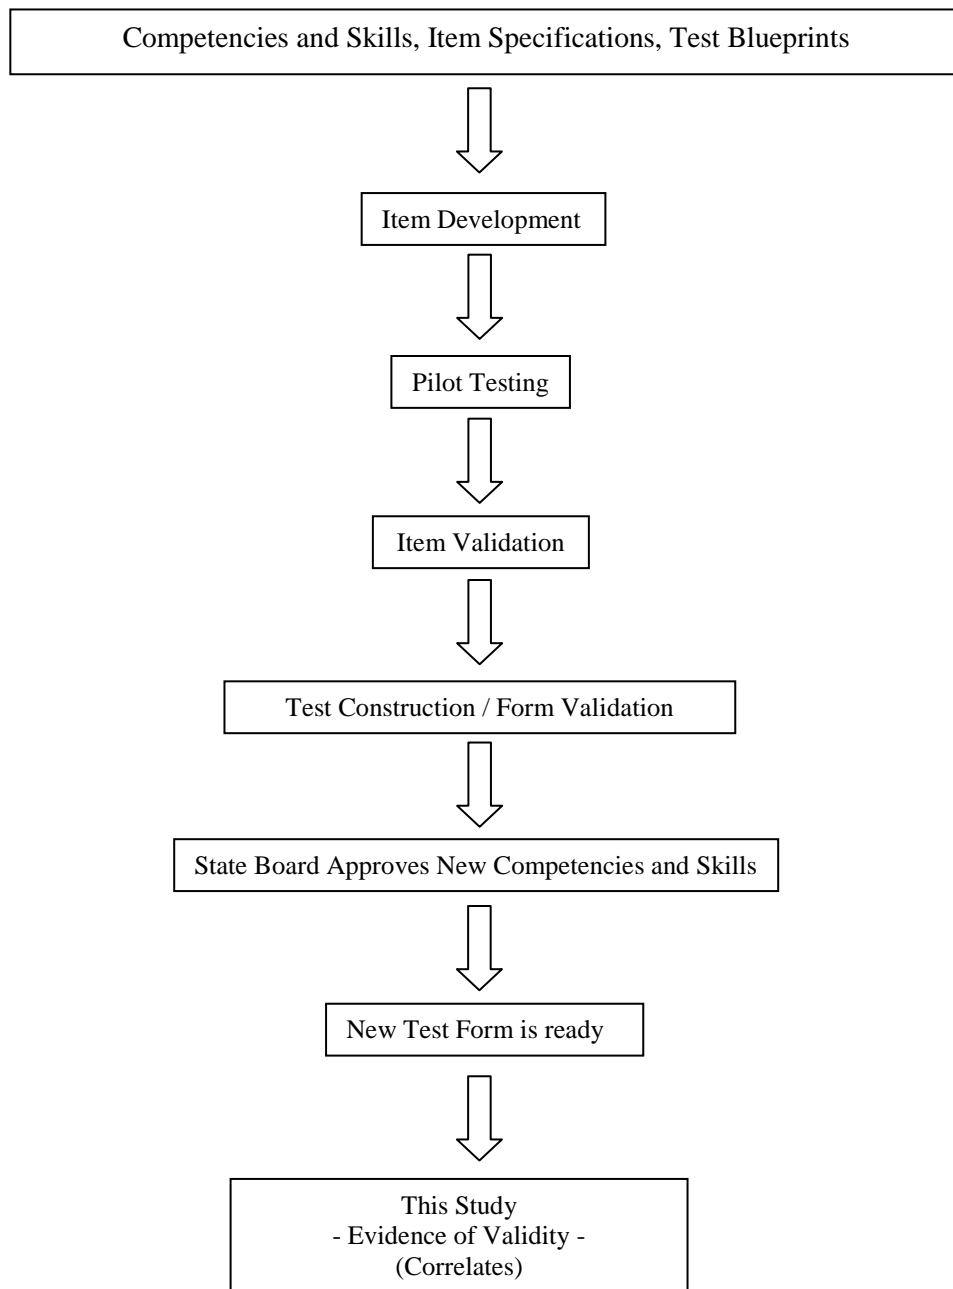 Competencies and Skills, Item Specifications, Test Blueprints
Item Development
Pilot Testing
Item Validation
Test Construction / Form Validation
State Board Approves New Competencies and Skills
New Test Form is ready
This Study
- Evidence of Validity -
(Correlates)